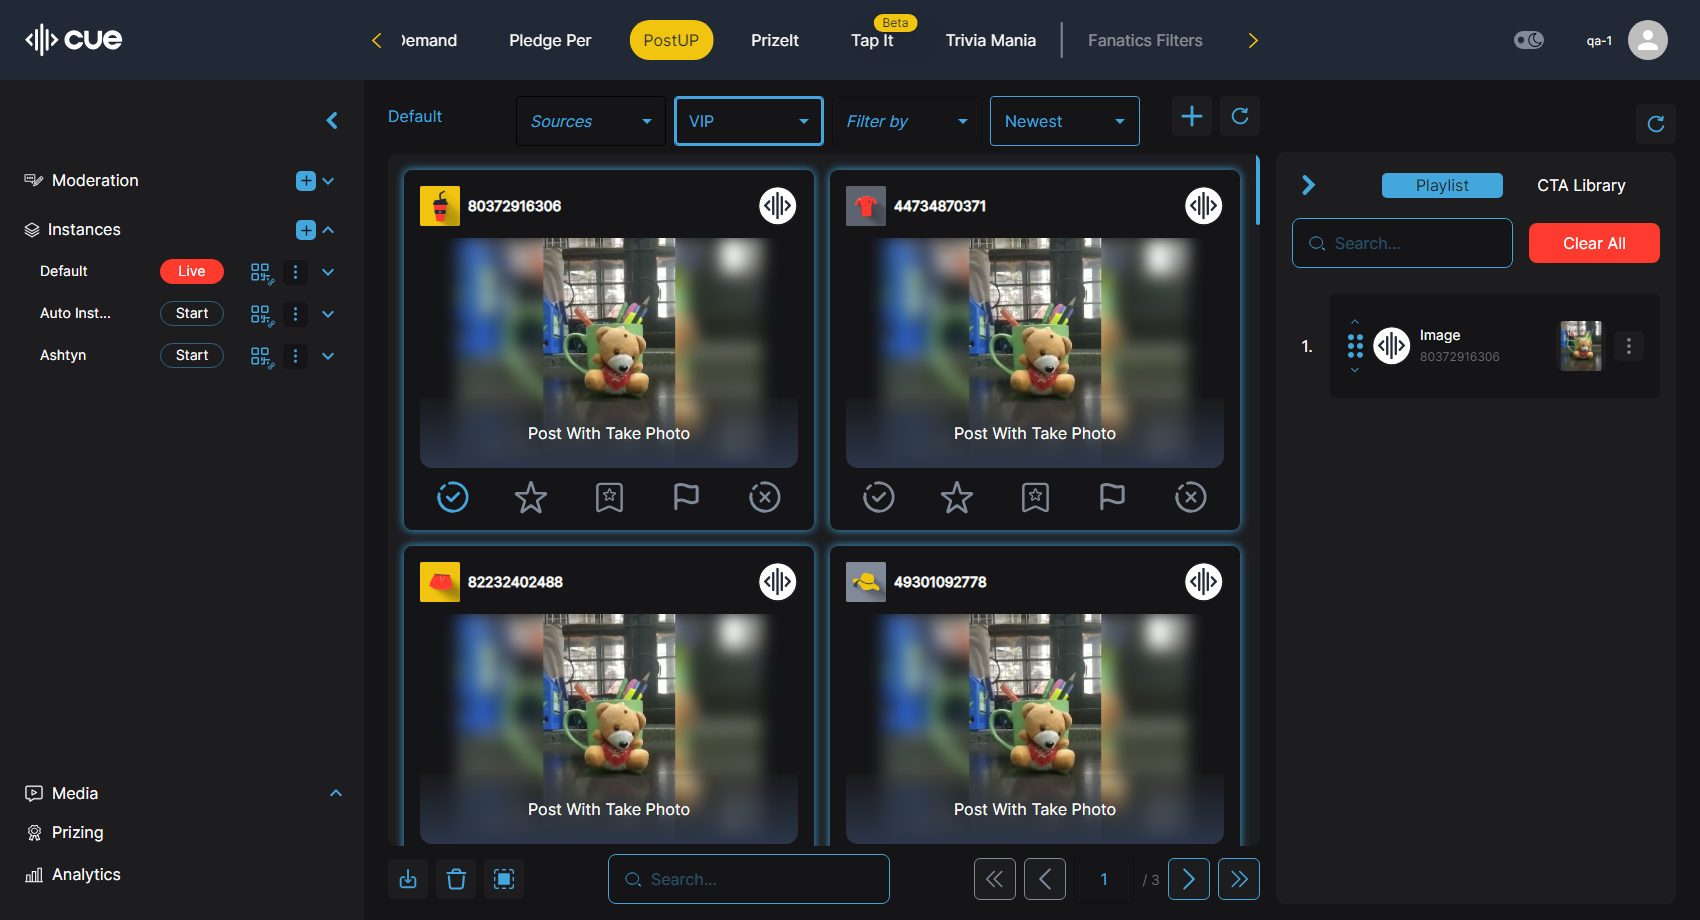 cue
Demand
Pledge Per
PostUP
PrizeIt
Beta
Tap It
Trivia Mania
Fanatics Filters
qa-1
Moderation
Instances
Default
Live
Auto Inst...
Start
Ashtyn
Start
Media
Prizing
Analytics
Default
Sources
VIP
Filter by
Newest
80372916306
Post With Take Photo
44734870371
Post With Take Photo
82232402488
Post With Take Photo
49301092778
Post With Take Photo
Search...
1
/ 3
Playlist
CTA Library
Search...
Clear All
1.
Image
80372916306